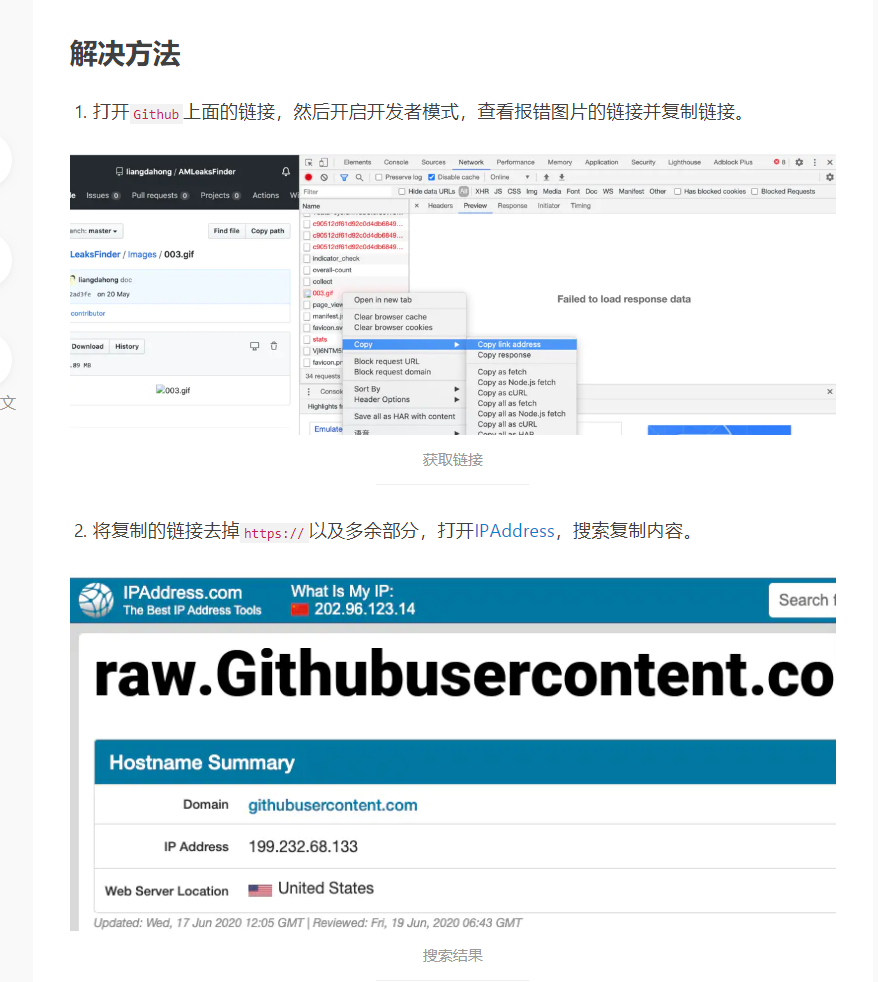 解决方法
1. 打开Github上面的链接，然后开启开发者模式，查看报错图片的链接并复制链接。
liangdahong / AMLeaksFinder
Issues 0 Pull requests 0 Projects 0 Actions
branch: master
Find file Copy path
LeaksFinder / Images / 003.gif
liangdahong doc
2ad3fe on 20 May
contributor
Download History
.89 MB
003.gif
Elements Console Sources Network Performance Memory Application Security Lighthouse Adblock Plus 8
Preserve log Disable cache Online
Filter Hide data URLs All XHR JS CSS Img Media Font Doc WS Manifest Other Has blocked cookies Blocked Requests
Name Headers Preview Response Initiator Timing
c90512df61d92c0d4db6849...
c90512df61d92c0d4db6849...
c90512df61d92c0d4db6849...
indicator_check
overall-count
collect
003.gif
page_view
manifest.j
favicon.sv
stats
favicon.pn
34 requests
Console
Highlights f
Emulate
Failed to load response data
Open in new tab
Clear browser cache
Clear browser cookies
Copy
Block request URL
Block request domain
Sort By
Header Options
Save all as HAR with content
语音
Copy link address
Copy response
Copy as fetch
Copy as Node.js fetch
Copy as cURL
Copy all as fetch
Copy all as Node.js fetch
Copy all as cURL
Copy all as HAR
获取链接
文
2. 将复制的链接去掉https://以及多余部分，打开IPAddress，搜索复制内容。
IPAddress.com
The Best IP Address Tools
What Is My IP:
202.96.123.14
Search
raw.Githubusercontent.co
Hostname Summary
Domain githubusercontent.com
IP Address 199.232.68.133
Web Server Location United States
Updated: Wed, 17 Jun 2020 12:05 GMT | Reviewed: Fri, 19 Jun, 2020 06:43 GMT
搜索结果